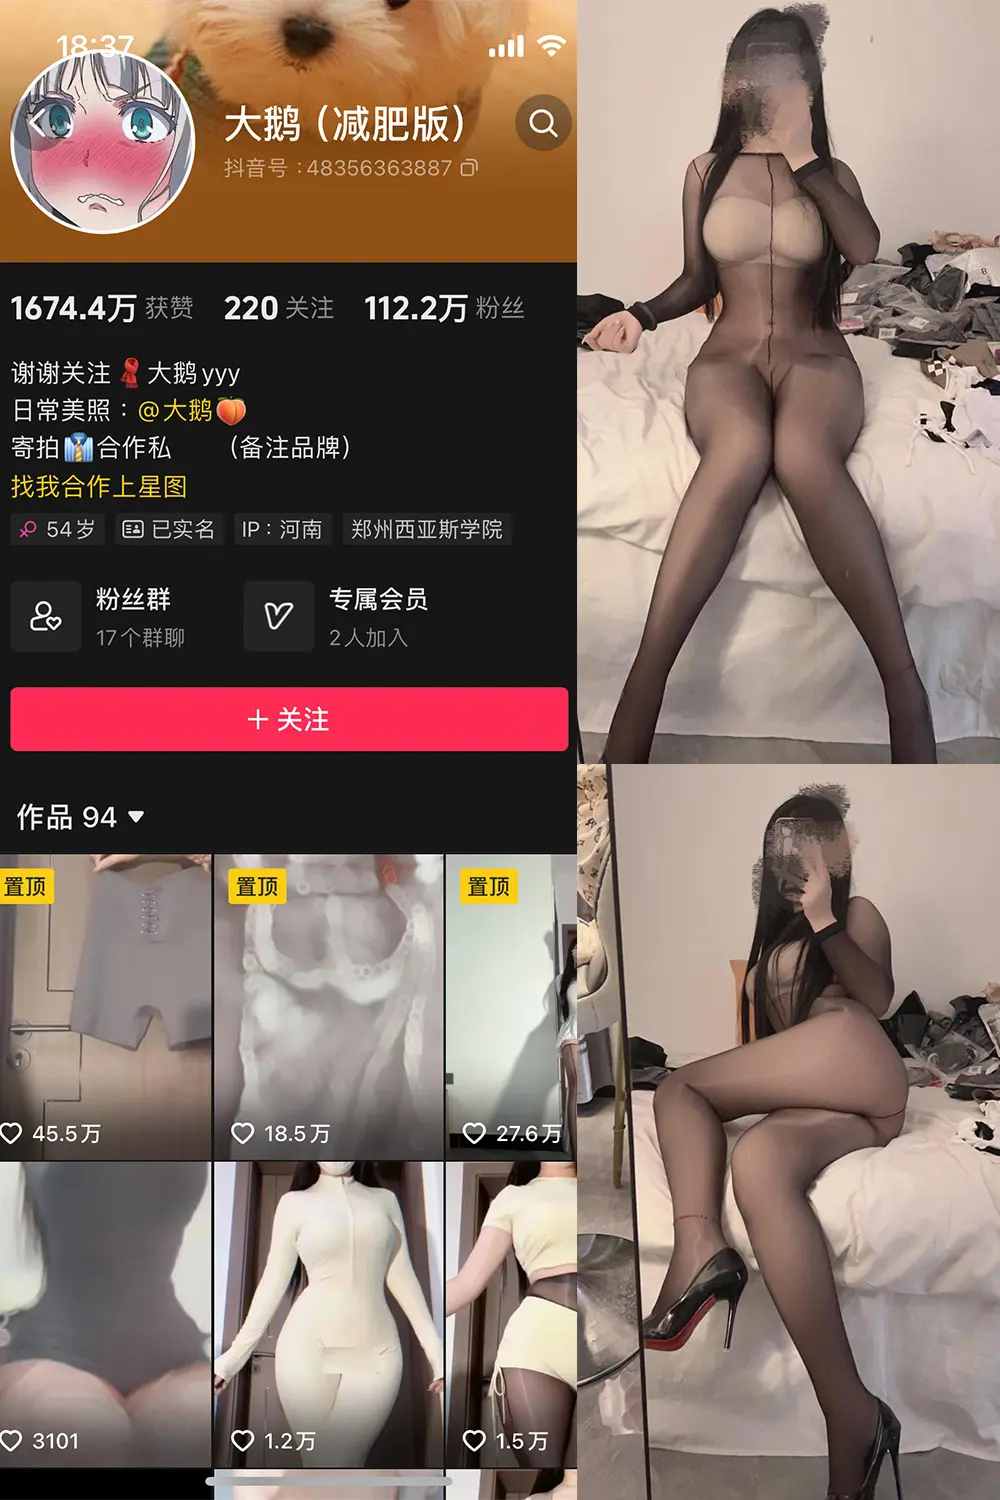 18:37
大鹅（减肥版）
抖音号：48356363887
1674.4万 获赞 220 关注 112.2万 粉丝
谢谢关注 大鹅yyy
日常美照：@大鹅
寄拍 合作私 （备注品牌）
找我合作上星图
54岁 已实名 IP：河南 郑州西亚斯学院
粉丝群 专属会员
17个群聊 2人加入
＋关注
作品 94
置顶 置顶 置顶
45.5万 18.5万 27.6万
3101 1.2万 1.5万